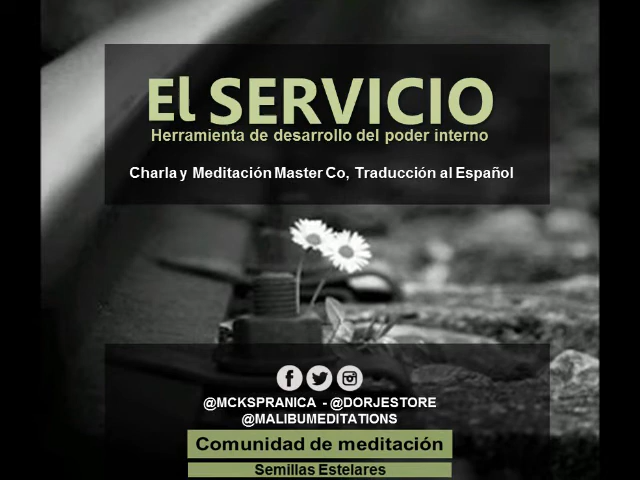 El SERVICIO
Herramienta de desarrollo del poder interno
Charla y Meditación Master Co, Traducción al Español
@MCKSPRANICA - @DORJESTORE
@MALIBUMEDITATIONS
Comunidad de meditación
Semillas Estelares